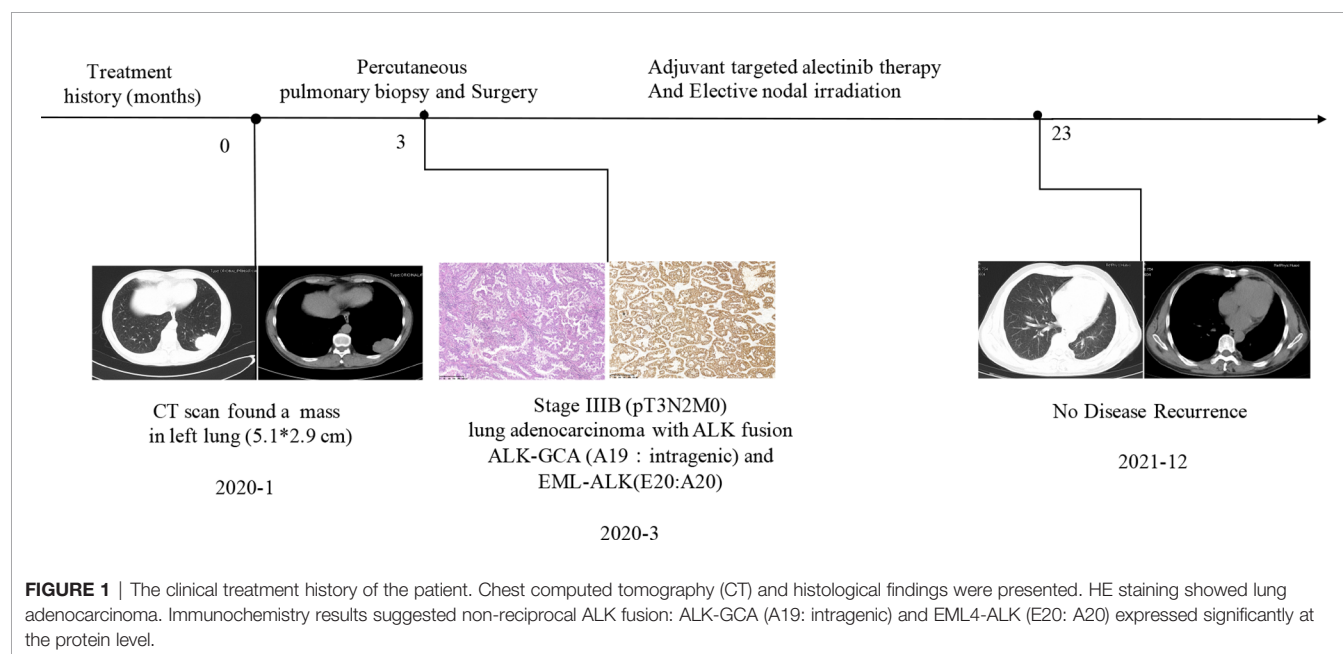 Treatment
history (months)
Percutaneous
pulmonary biopsy and Surgery
Adjuvant targeted alectinib therapy
And Elective nodal irradiation
0
3
23
CT scan found a mass
in left lung (5.1*2.9 cm)
2020-1
Stage IIIB (pT3N2M0)
lung adenocarcinoma with ALK fusion
ALK-GCA (A19 : intragenic) and
EML-ALK(E20:A20)
2020-3
No Disease Recurrence
2021-12
FIGURE 1 | The clinical treatment history of the patient. Chest computed tomography (CT) and histological findings were presented. HE staining showed lung
adenocarcinoma. Immunochemistry results suggested non-reciprocal ALK fusion: ALK-GCA (A19: intragenic) and EML4-ALK (E20: A20) expressed significantly at
the protein level.